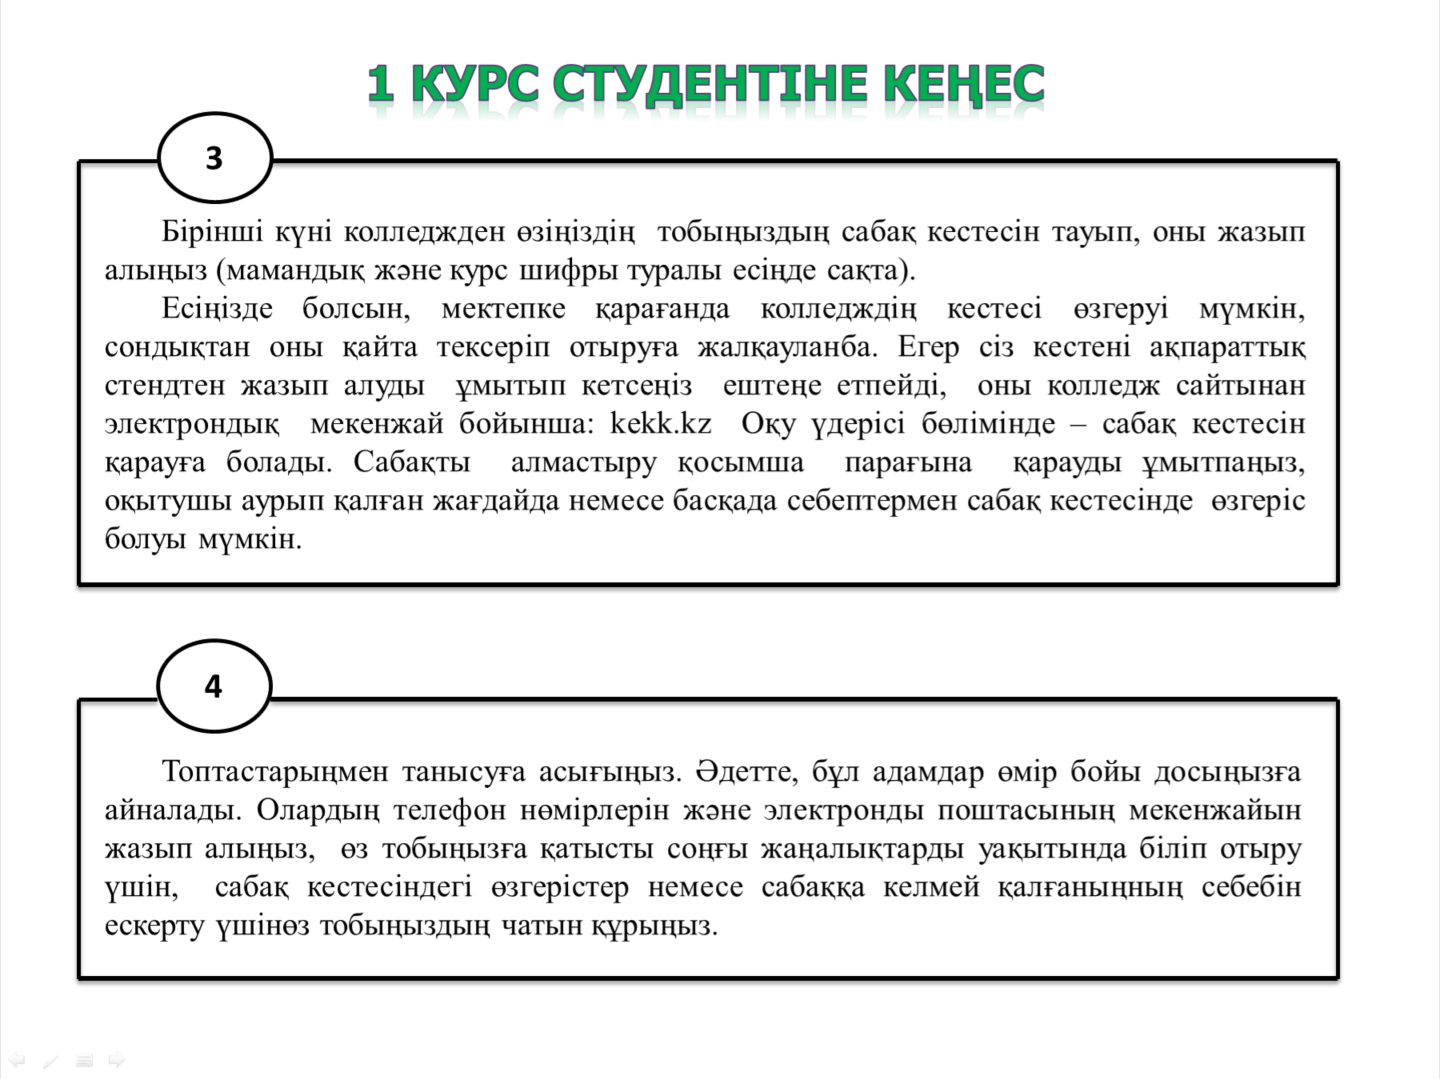 1 КУРС СТУДЕНТІНЕ КЕҢЕС
3
Бірінші күні колледжден өзіңіздің тобыңыздың сабақ кестесін тауып, оны жазып
алыңыз (мамандық және курс шифры туралы есіңде сақта).
Есіңізде болсын, мектепке қарағанда колледждің кестесі өзгеруі мүмкін,
сондықтан оны қайта тексеріп отыруға жалқауланба. Егер сіз кестені ақпараттық
стендтен жазып алуды ұмытып кетсеңіз ештеңе етпейді, оны колледж сайтынан
электрондық мекенжай бойынша: kekk.kz Оқу үдерісі бөлімінде – сабақ кестесін
қарауға болады. Сабақты алмастыру қосымша парағына қарауды ұмытпаңыз,
оқытушы аурып қалған жағдайда немесе басқада себептермен сабақ кестесінде өзгеріс
болуы мүмкін.
4
Топтастарыңмен танысуға асығыңыз. Әдетте, бұл адамдар өмір бойы досыңызға
айналады. Олардың телефон нөмірлерін және электронды поштасының мекенжайын
жазып алыңыз, өз тобыңызға қатысты соңғы жаңалықтарды уақытында біліп отыру
үшін, сабақ кестесіндегі өзгерістер немесе сабаққа келмей қалғаныңның себебін
ескерту үшінөз тобыңыздың чатын құрыңыз.